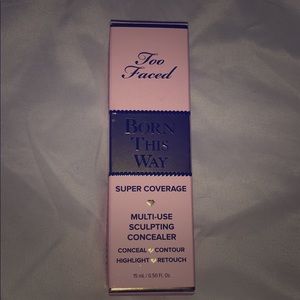 Too
Faced
BORN
THIS
WAY
SUPER COVERAGE
MULTI-USE
SCULPTING
CONCEALER
CONCEAL CONTOUR
HIGHLIGHT RETOUCH
15 mL / 0.50 Fl. Oz.